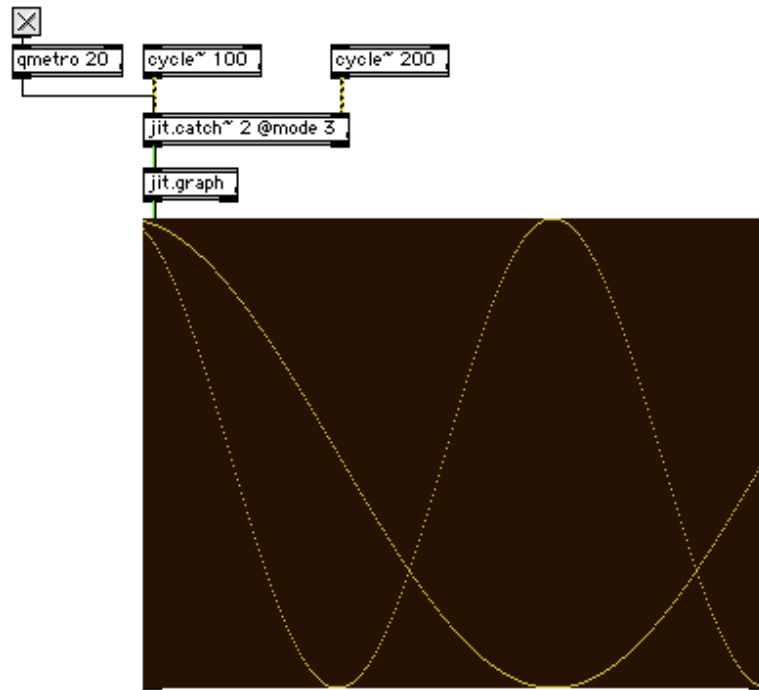 qmetro 20
cycle~ 100
cycle~ 200
jit.catch~ 2 @mode 3
jit.graph